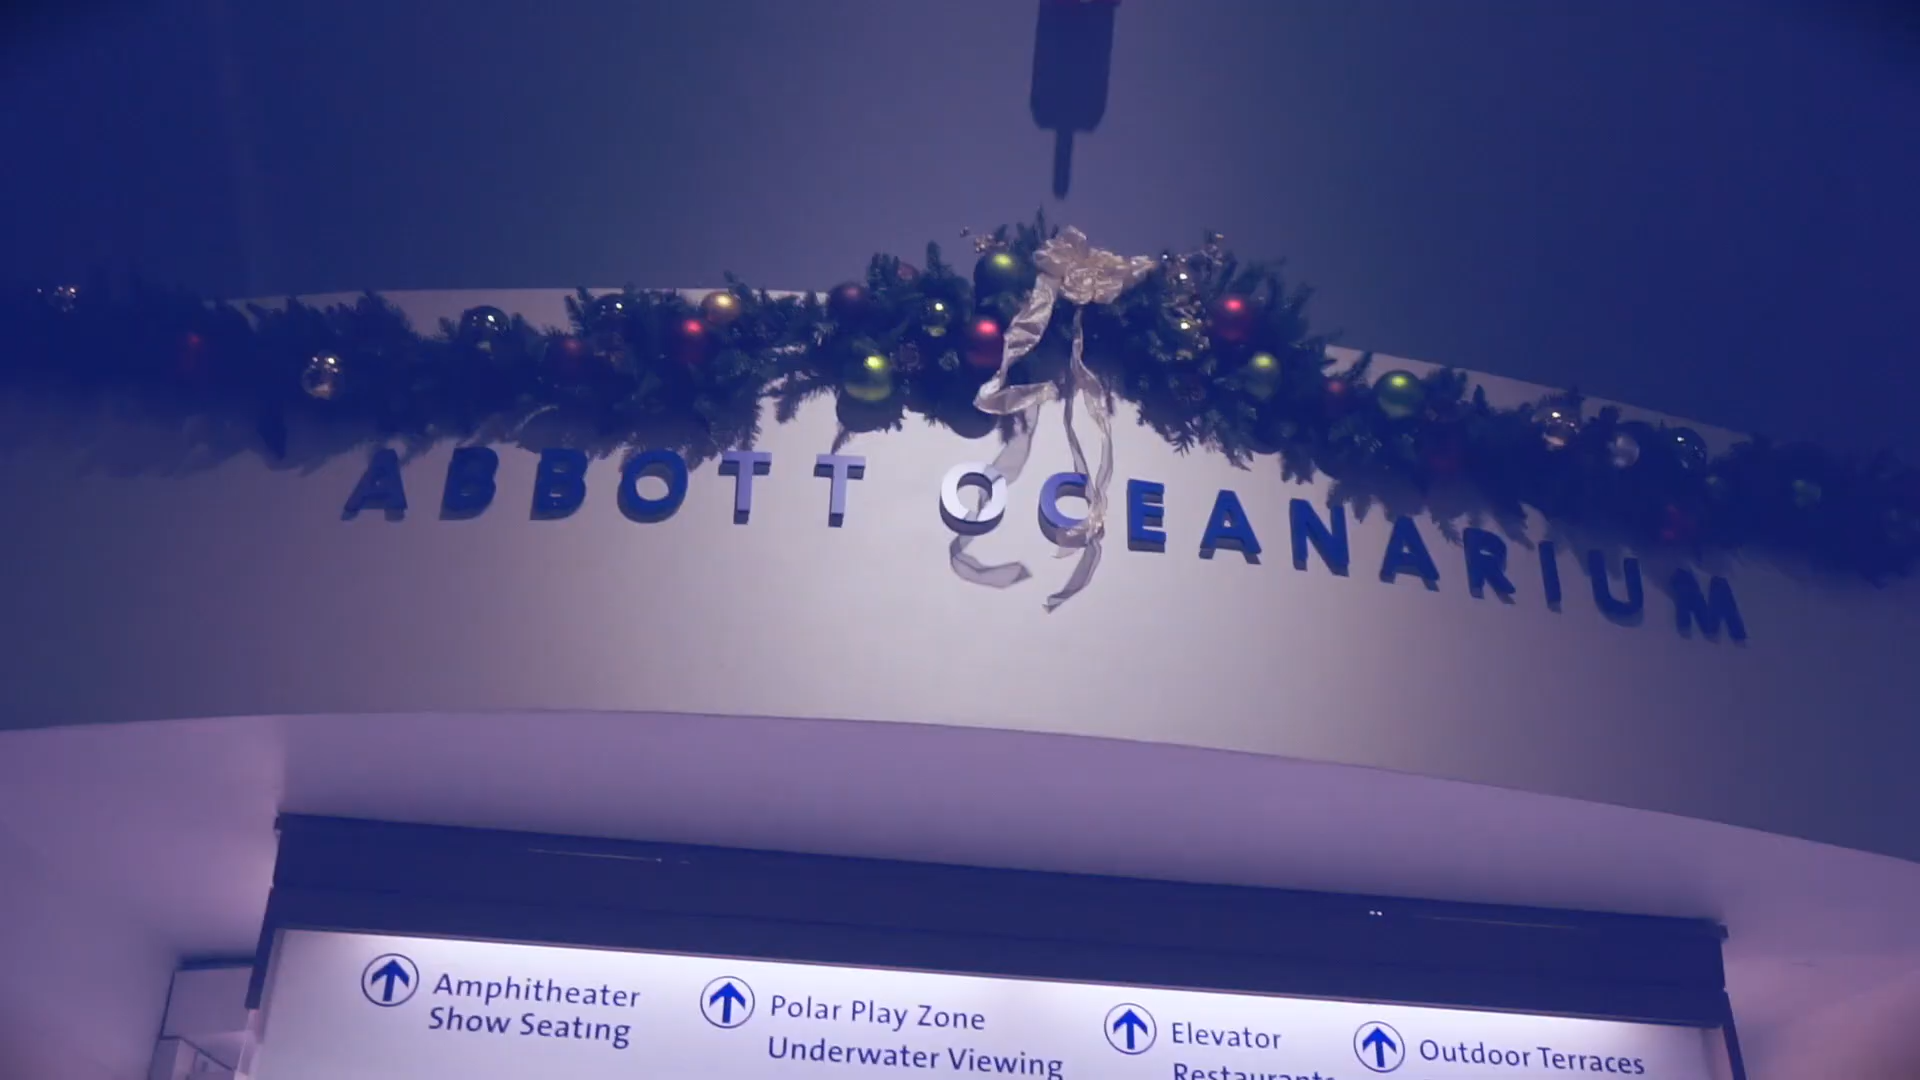 ABBOTT OCEANARIUM
Amphitheater
Show Seating
Polar Play Zone
Underwater Viewing
Elevator
Outdoor Terraces